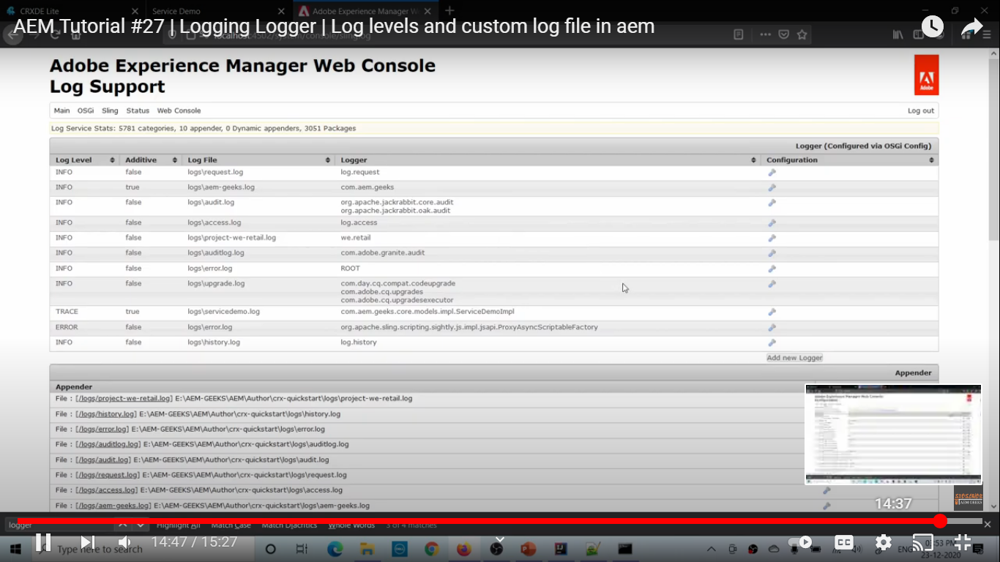 CRXDE Lite
Service Demo
Adobe Experience Manager W
AEM Tutorial #27 | Logging Logger | Log levels and custom log file in aem
Adobe Experience Manager Web Console
Log Support
Adobe
Main OSGi Sling Status Web Console
Log out
Log Service Stats: 5781 categories, 10 appender, 0 Dynamic appenders, 3051 Packages
Logger (Configured via OSGi Config)
Log Level Additive Log File Logger Configuration
INFO false logs\request.log log.request
INFO true logs\aem-geeks.log com.aem.geeks
INFO false logs\audit.log org.apache.jackrabbit.core.audit
org.apache.jackrabbit.oak.audit
INFO false logs\access.log log.access
INFO false logs\project-we-retail.log we.retail
INFO false logs\auditlog.log com.adobe.granite.audit
INFO false logs\error.log ROOT
INFO false logs\upgrade.log com.day.cq.compat.codeupgrade
com.adobe.cq.upgrades
com.adobe.cq.upgradesexecutor
TRACE true logs\servicedemo.log com.aem.geeks.core.models.impl.ServiceDemoImpl
ERROR false logs\error.log org.apache.sling.scripting.sightly.js.impl.jsapi.ProxyAsyncScriptableFactory
INFO false logs\history.log log.history
Add new Logger
Appender
Appender
File : [/logs/project-we-retail.log] E:\AEM-GEEKS\AEM\Author\crx-quickstart\logs\project-we-retail.log
File : [/logs/history.log] E:\AEM-GEEKS\AEM\Author\crx-quickstart\logs\history.log
File : [/logs/error.log] E:\AEM-GEEKS\AEM\Author\crx-quickstart\logs\error.log
File : [/logs/auditlog.log] E:\AEM-GEEKS\AEM\Author\crx-quickstart\logs\auditlog.log
File : [/logs/audit.log] E:\AEM-GEEKS\AEM\Author\crx-quickstart\logs\audit.log
File : [/logs/request.log] E:\AEM-GEEKS\AEM\Author\crx-quickstart\logs\request.log
File : [/logs/access.log] E:\AEM-GEEKS\AEM\Author\crx-quickstart\logs\access.log
File : [/logs/aem-geeks.log] E:\AEM-GEEKS\AEM\Author\crx-quickstart\logs\aem-geeks.log
SUBSCRIBE
AEM GEEKS
14:37
logger Highlight All Match Case Match Diacritics Whole Words 3 of 4 matches
Type here to search
14:47 / 15:27
CC
ENG
03:53 PM
23-12-2020